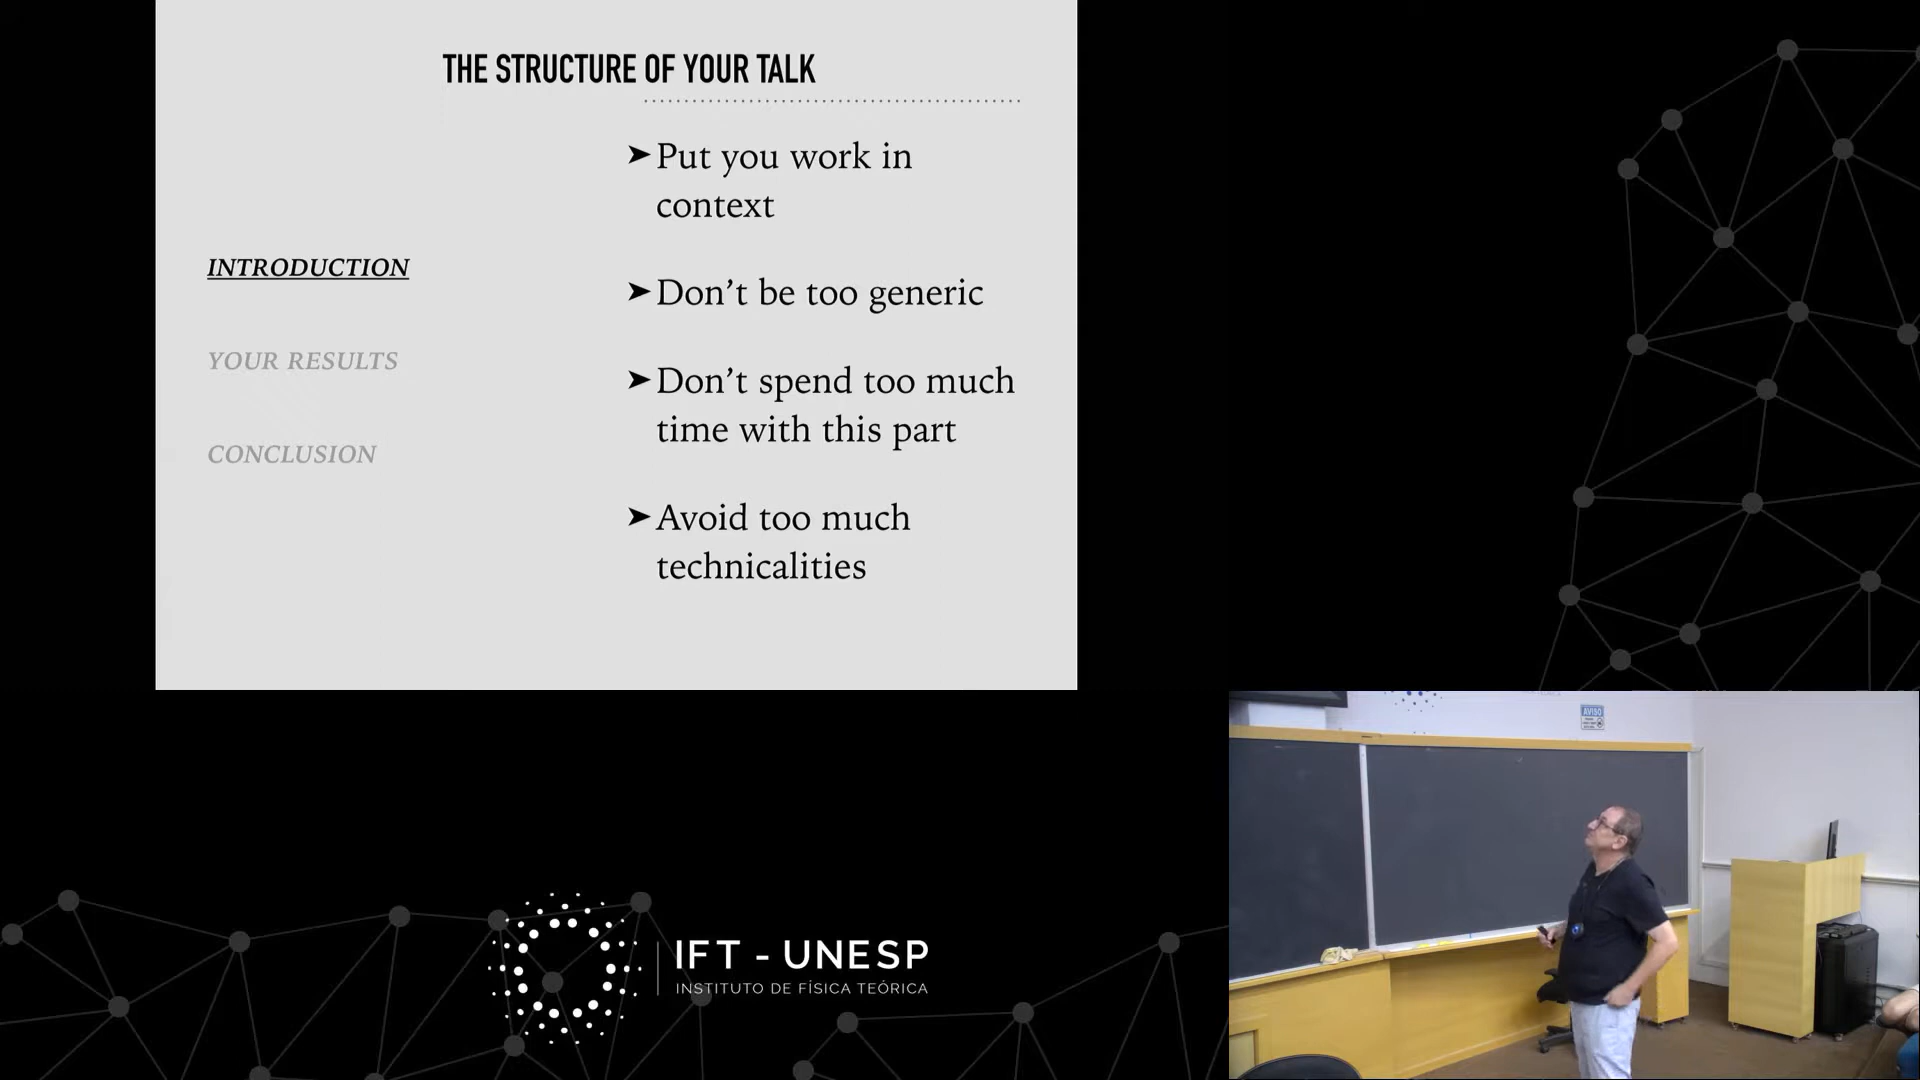 THE STRUCTURE OF YOUR TALK
➤ Put you work in
context
INTRODUCTION
➤ Don’t be too generic
YOUR RESULTS
➤ Don’t spend too much
time with this part
CONCLUSION
➤ Avoid too much
technicalities
AVISO
IFT - UNESP
INSTITUTO DE FÍSICA TEÓRICA